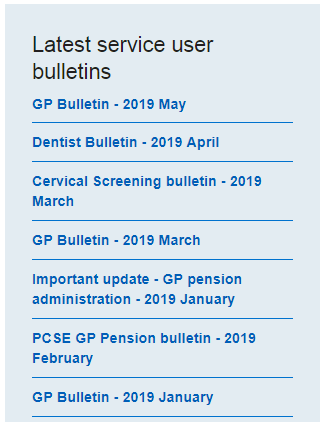 Latest service user
bulletins
GP Bulletin - 2019 May
Dentist Bulletin - 2019 April
Cervical Screening bulletin - 2019
March
GP Bulletin - 2019 March
Important update - GP pension
administration - 2019 January
PCSE GP Pension bulletin - 2019
February
GP Bulletin - 2019 January